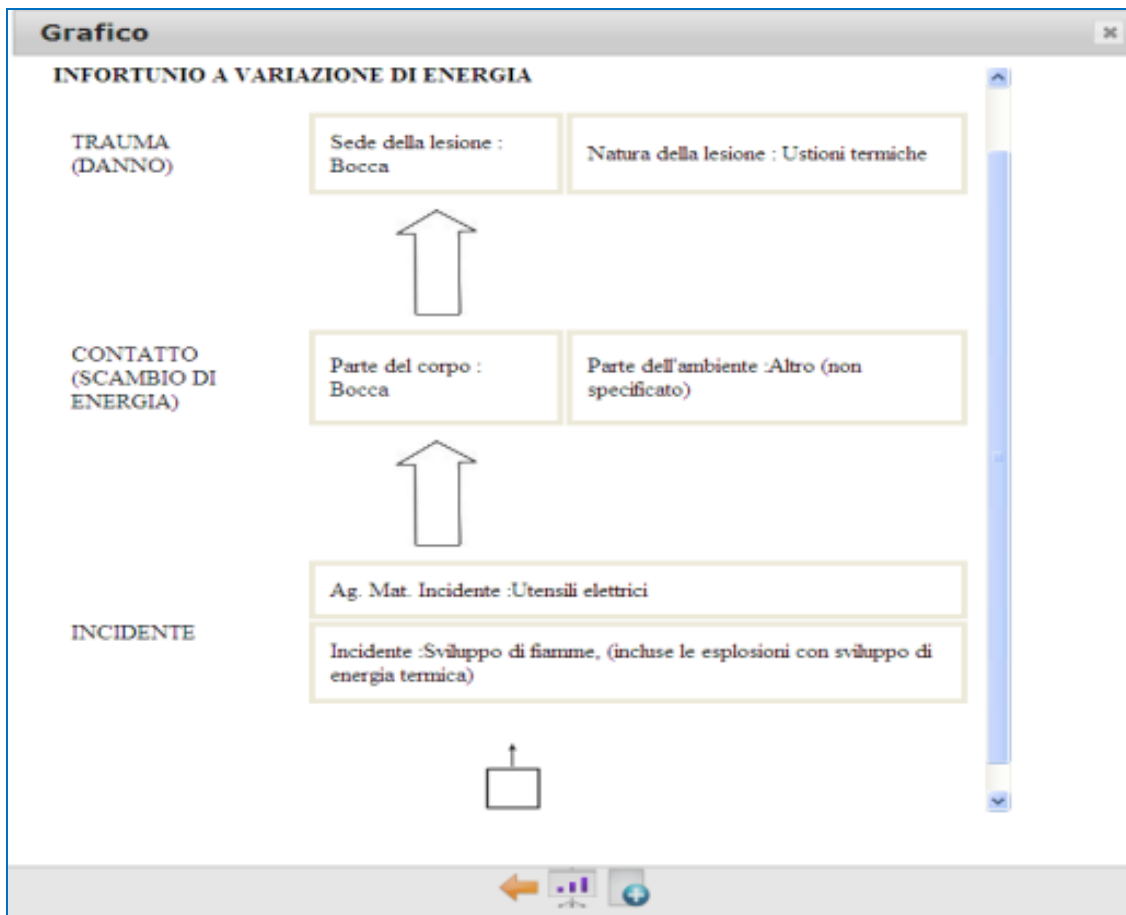 Grafico
INFORTUNIO A VARIAZIONE DI ENERGIA
TRAUMA
(DANNO)
Sede della lesione :
Bocca
Natura della lesione : Ustioni termiche
CONTATTO
(SCAMBIO DI
ENERGIA)
Parte del corpo :
Bocca
Parte dell'ambiente :Altro (non
specificato)
INCIDENTE
Ag. Mat. Incidente :Utensili elettrici
Incidente :Sviluppo di fiamme, (incluse le esplosioni con sviluppo di
energia termica)